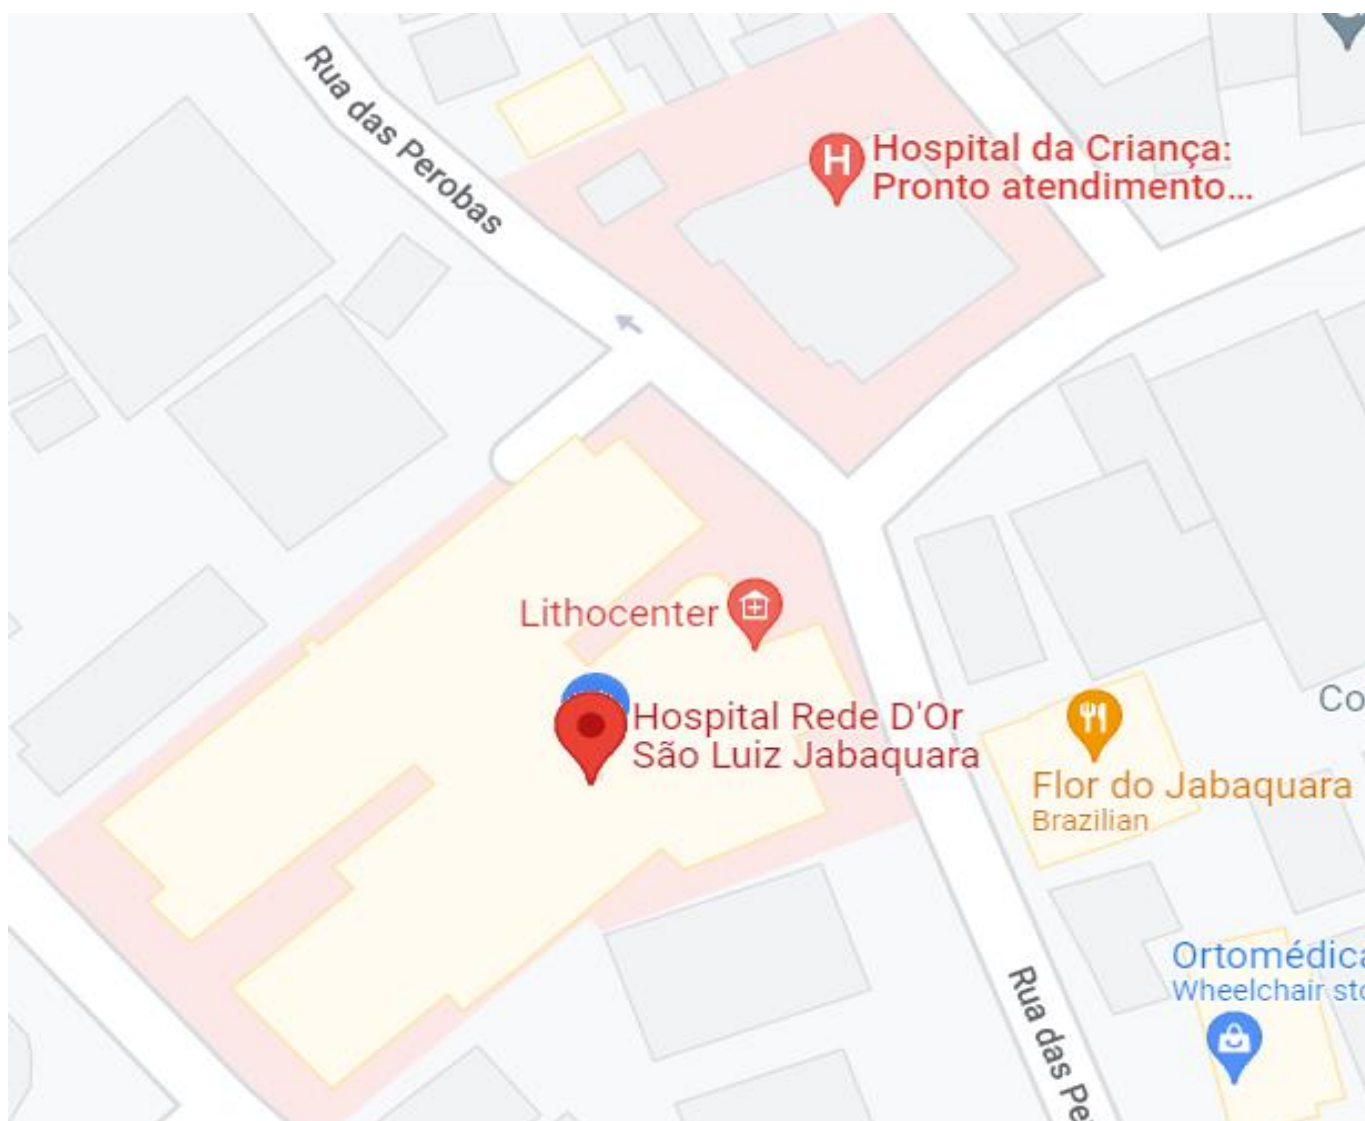 Rua das Perobas
H
Hospital da Criança:
Pronto atendimento...
Lithocenter
Hospital Rede D'Or
São Luiz Jabaquara
Flor do Jabaquara
Brazilian
Ortomédica
Wheelchair
Rua das